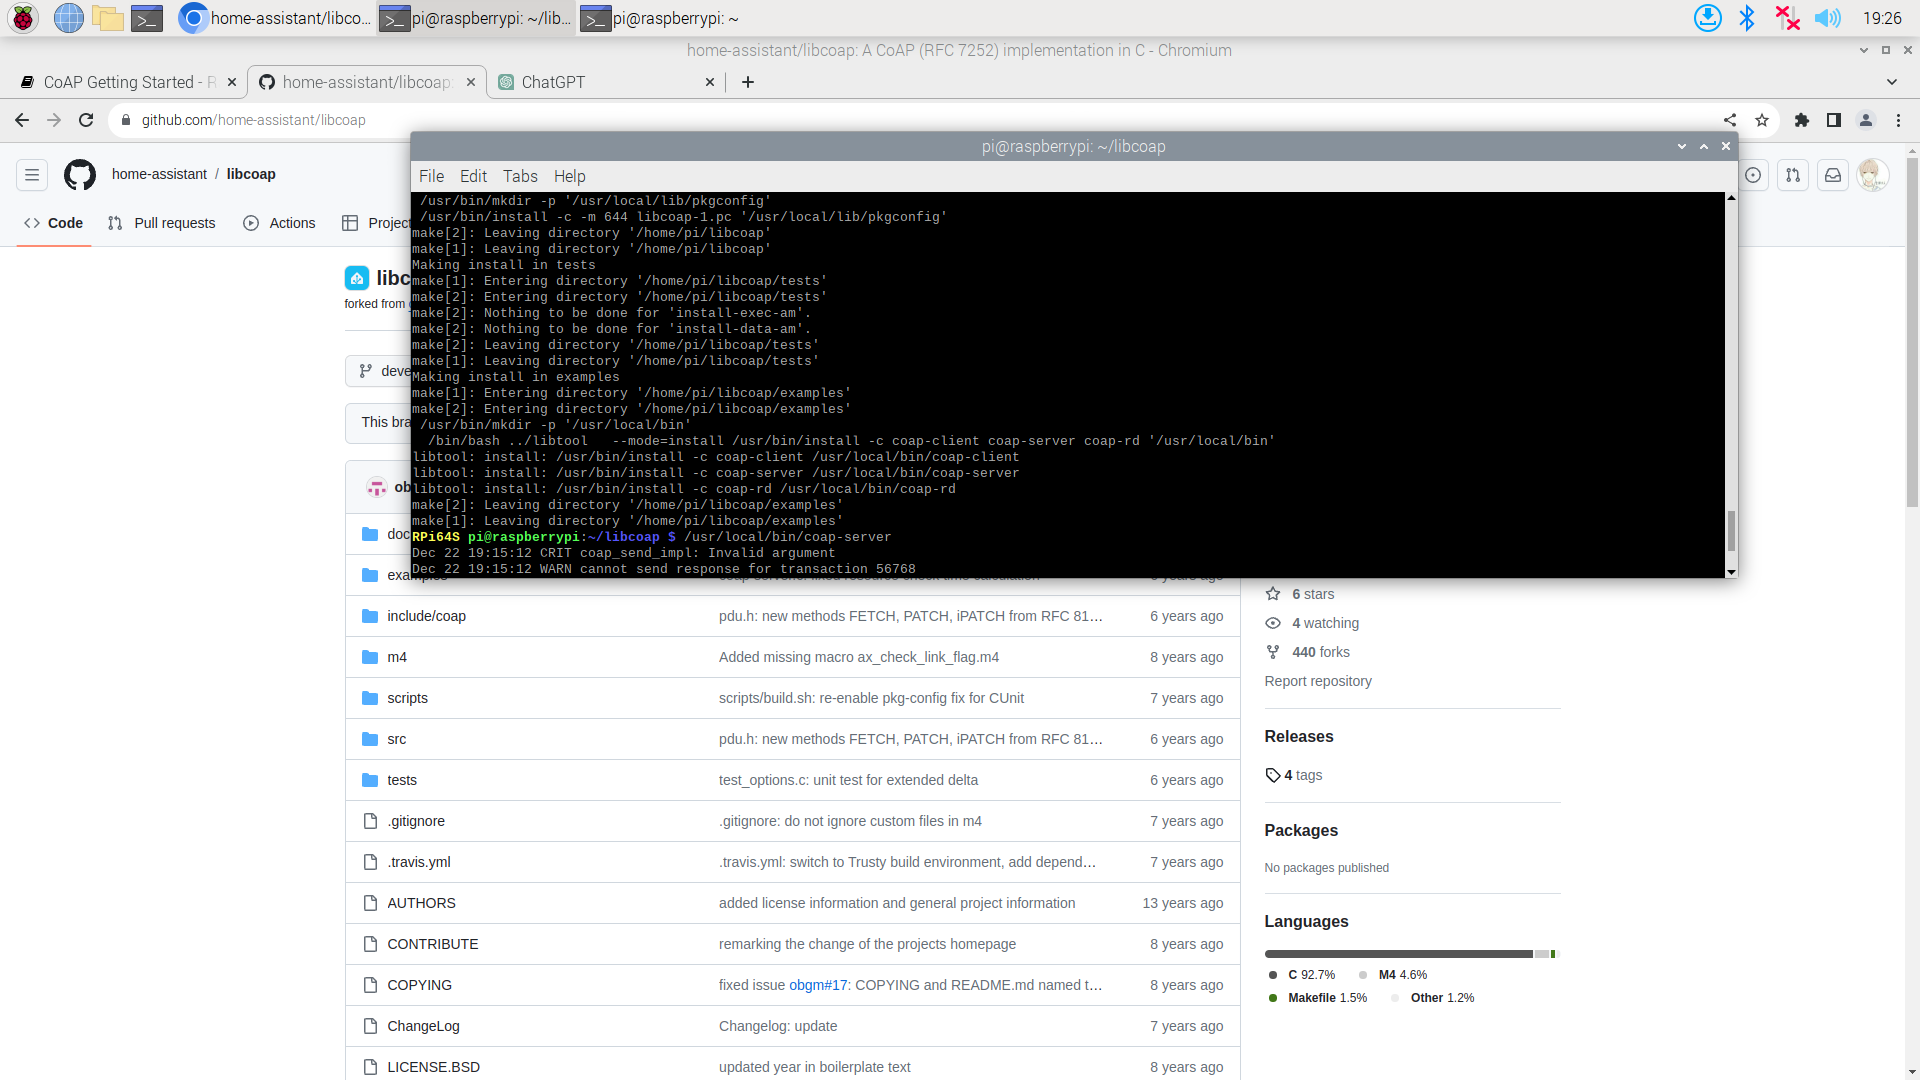 home-assistant/libco...
pi@raspberrypi: ~/lib...
pi@raspberrypi: ~
19:26
home-assistant/libcoap: A CoAP (RFC 7252) implementation in C - Chromium
CoAP Getting Started - R
home-assistant/libcoap:
ChatGPT
github.com/home-assistant/libcoap
pi@raspberrypi: ~/libcoap
File Edit Tabs Help
home-assistant / libcoap
Code
Pull requests
Actions
Project
/usr/bin/mkdir -p '/usr/local/lib/pkgconfig'
/usr/bin/install -c -m 644 libcoap-1.pc '/usr/local/lib/pkgconfig'
make[2]: Leaving directory '/home/pi/libcoap'
make[1]: Leaving directory '/home/pi/libcoap'
Making install in tests
make[1]: Entering directory '/home/pi/libcoap/tests'
make[2]: Entering directory '/home/pi/libcoap/tests'
make[2]: Nothing to be done for 'install-exec-am'.
make[2]: Nothing to be done for 'install-data-am'.
make[2]: Leaving directory '/home/pi/libcoap/tests'
make[1]: Leaving directory '/home/pi/libcoap/tests'
Making install in examples
make[1]: Entering directory '/home/pi/libcoap/examples'
make[2]: Entering directory '/home/pi/libcoap/examples'
/usr/bin/mkdir -p '/usr/local/bin'
/bin/bash ../libtool   --mode=install /usr/bin/install -c coap-client coap-server coap-rd '/usr/local/bin'
libtool: install: /usr/bin/install -c coap-client /usr/local/bin/coap-client
libtool: install: /usr/bin/install -c coap-server /usr/local/bin/coap-server
libtool: install: /usr/bin/install -c coap-rd /usr/local/bin/coap-rd
make[2]: Leaving directory '/home/pi/libcoap/examples'
make[1]: Leaving directory '/home/pi/libcoap/examples'
RPi64S pi@raspberrypi:~/libcoap $ /usr/local/bin/coap-server
Dec 22 19:15:12 CRIT coap_send_impl: Invalid argument
Dec 22 19:15:12 WARN cannot send response for transaction 56768
libc
forked from
deve
This bra
ob
doc
include/coap
pdu.h: new methods FETCH, PATCH, iPATCH from RFC 81...
6 years ago
m4
Added missing macro ax_check_link_flag.m4
8 years ago
scripts
scripts/build.sh: re-enable pkg-config fix for CUnit
7 years ago
src
pdu.h: new methods FETCH, PATCH, iPATCH from RFC 81...
6 years ago
tests
test_options.c: unit test for extended delta
6 years ago
.gitignore
.gitignore: do not ignore custom files in m4
7 years ago
.travis.yml
.travis.yml: switch to Trusty build environment, add depend...
7 years ago
AUTHORS
added license information and general project information
13 years ago
CONTRIBUTE
remarking the change of the projects homepage
8 years ago
COPYING
fixed issue obgm#17: COPYING and README.md named t...
8 years ago
ChangeLog
Changelog: update
7 years ago
LICENSE.BSD
updated year in boilerplate text
8 years ago
6 stars
4 watching
440 forks
Report repository
Releases
4 tags
Packages
No packages published
Languages
C 92.7%
M4 4.6%
Makefile 1.5%
Other 1.2%